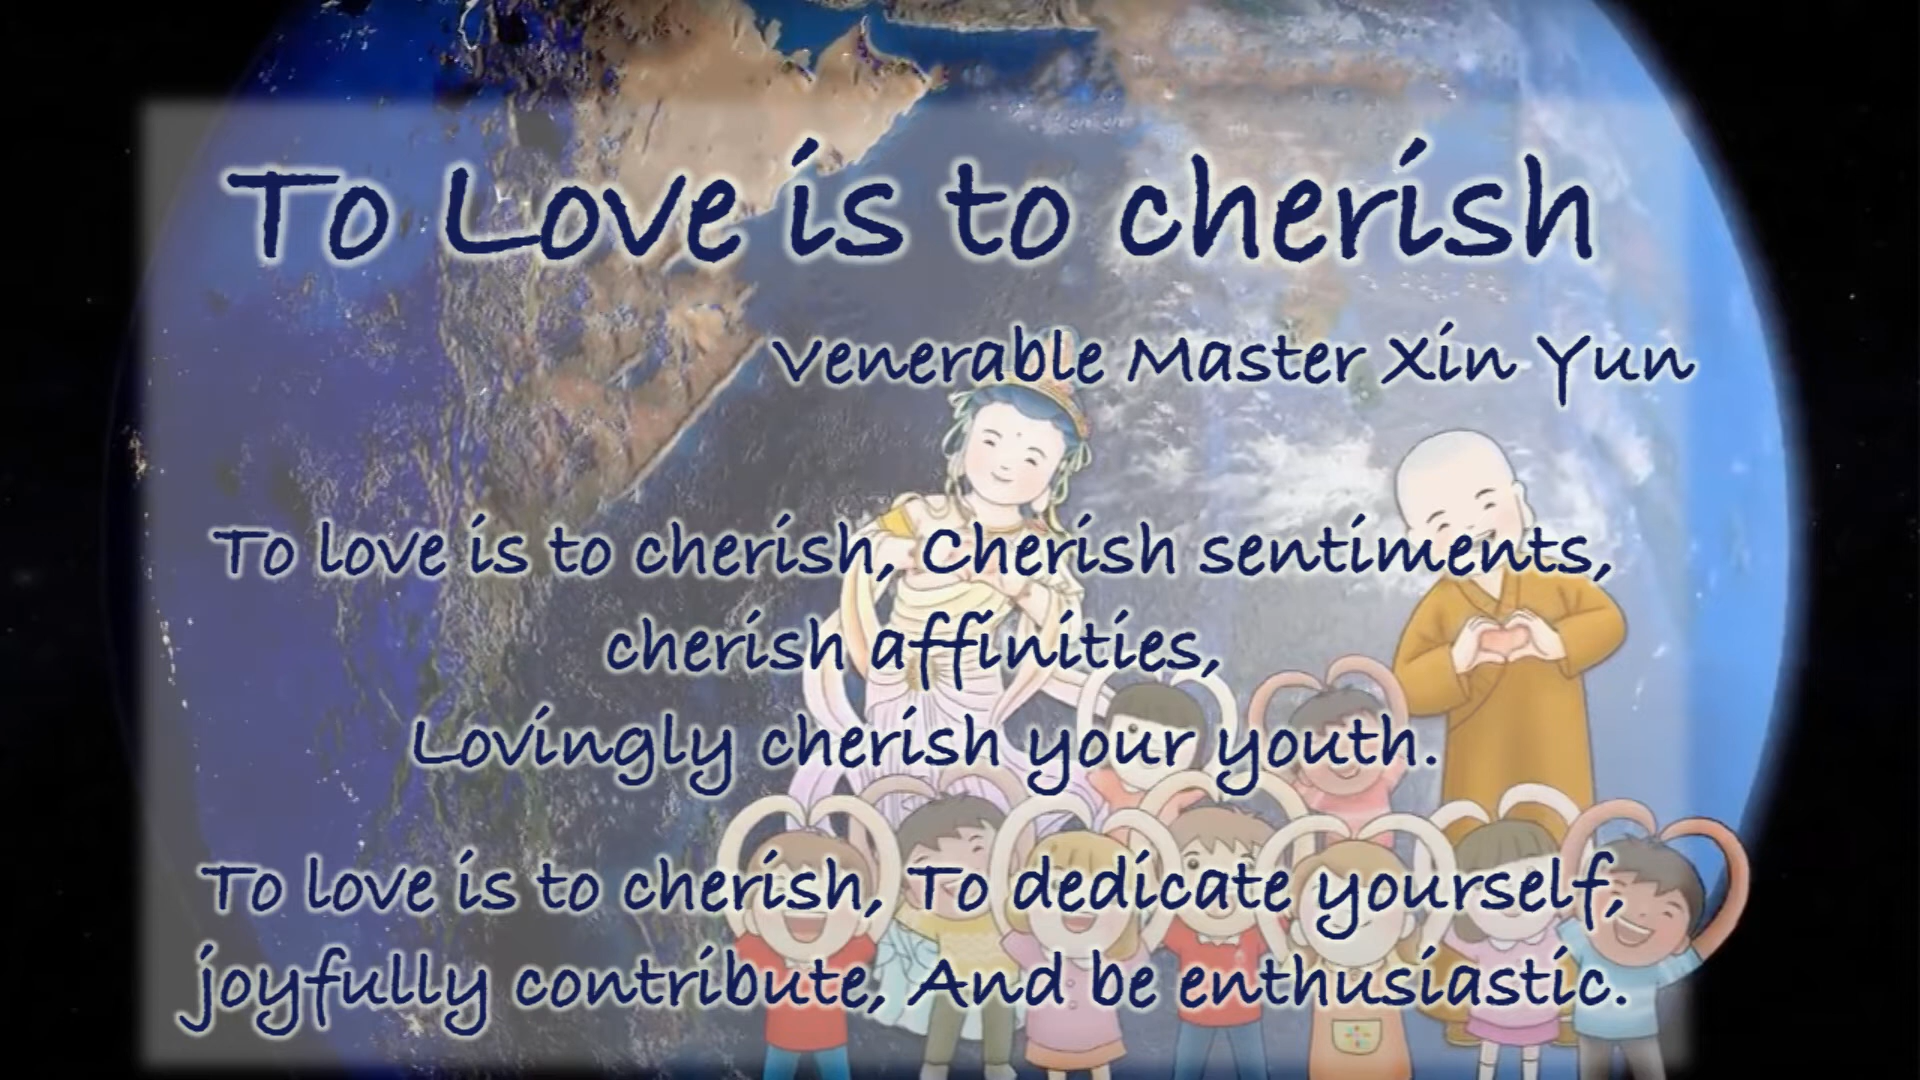 To Love is to cherish
Venerable Master Xin Yun
To love is to cherish, Cherish sentiments,
cherish affinities,
Lovingly cherish your youth.
To love is to cherish, To dedicate yourself,
joyfully contribute, And be enthusiastic.